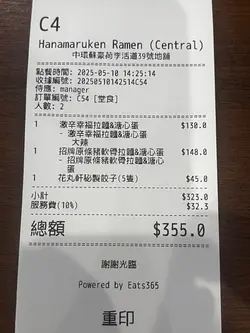 C4
Hanamaruken Ramen (Central)
中環蘇豪荷李活道39號地舖
點餐時間: 2025-05-10 14:25:14
收據編號: 20250510142514C54
侍應: manager
訂單編號: C54 [堂食]
人數: 2
1 激辛幸福拉麵&溏心蛋 $130.0
- 激辛幸福拉麵&溏心蛋
大辣
1 招牌原條豬軟骨拉麵&溏心蛋 $148.0
- 招牌原條豬軟骨拉麵&溏心
蛋
1 花丸軒秘製餃子(5隻) $45.0
小計 $323.0
服務費(10%) $32.3
總額 $355.0
謝謝光臨
Powered by Eats365
重印